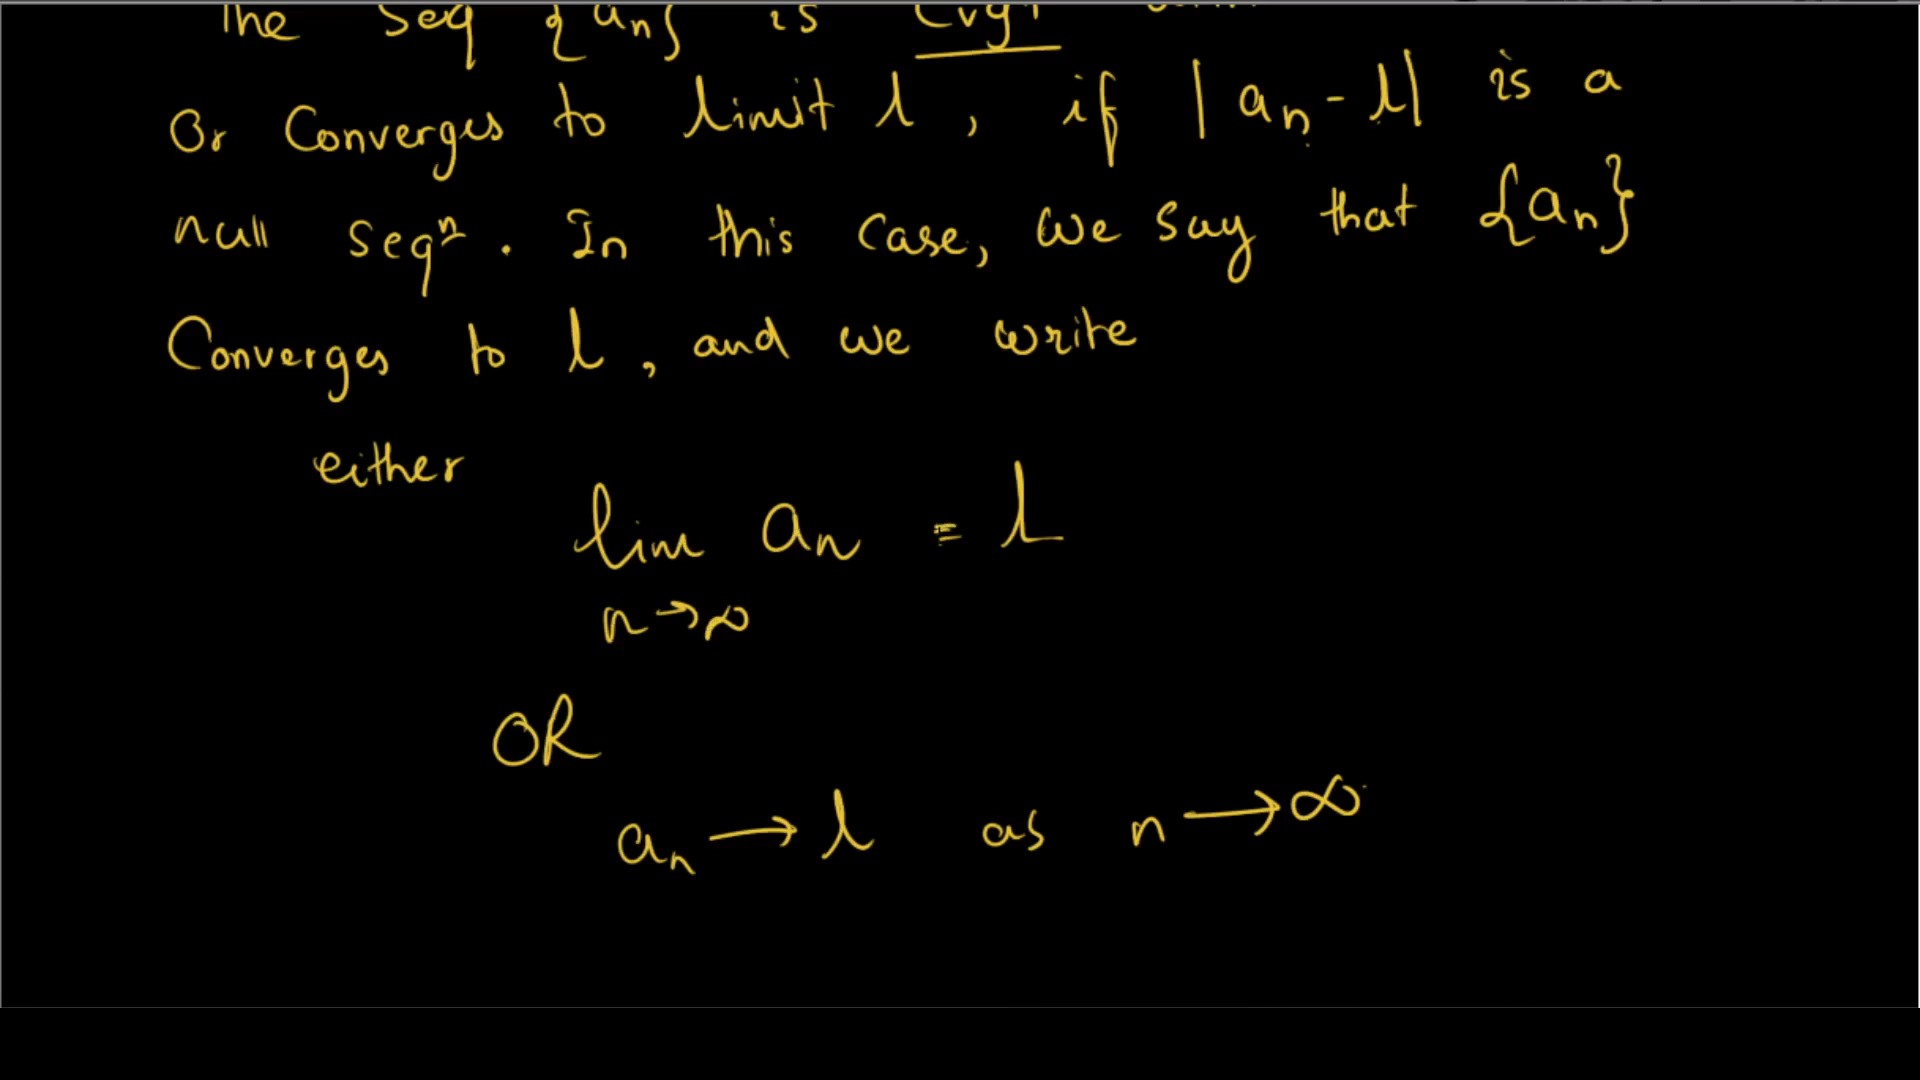 The Seq {an} is Cvgt
Or Converges to limit l, if |an - l| is a
null seqⁿ. In this case, we say that {an}
Converges to l, and we write
either
lim an = l
n→∞
OR
an → l as n → ∞